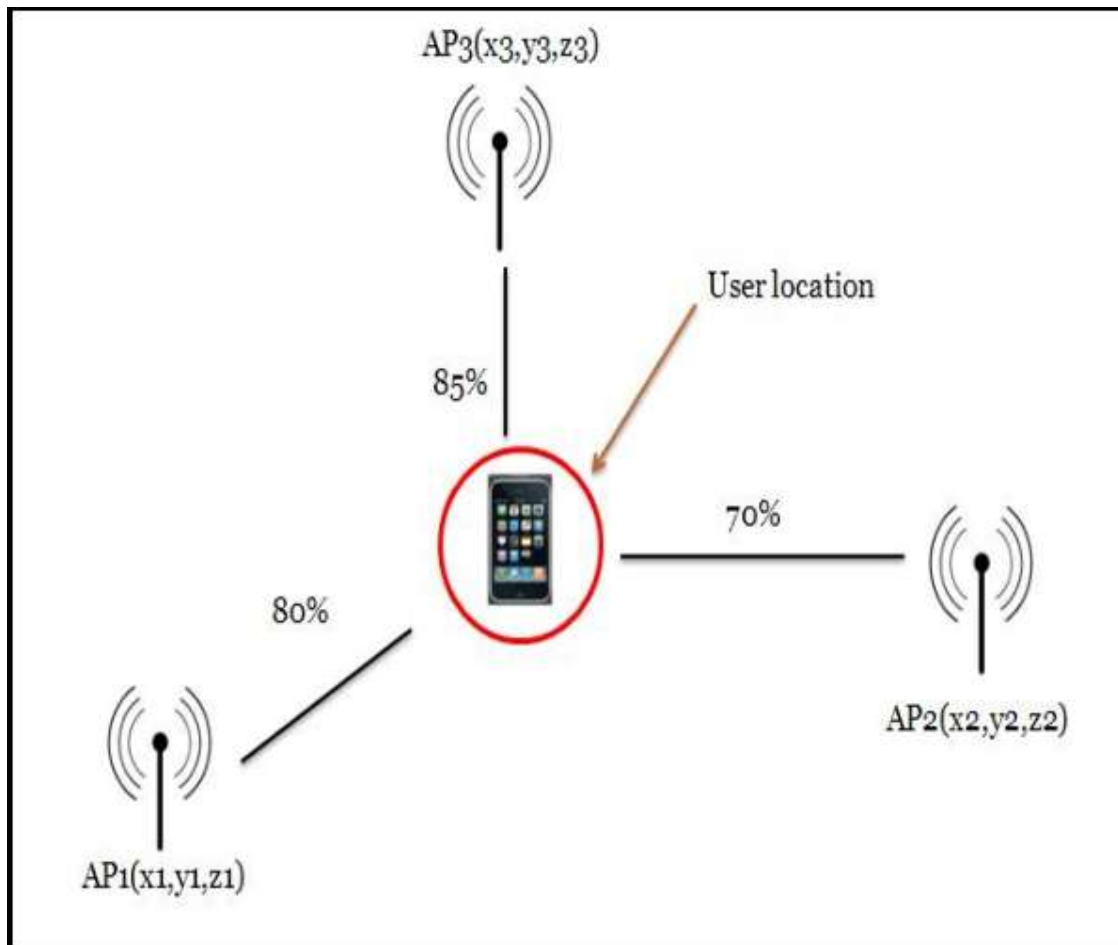 AP3(x3,y3,z3)
User location
85%
70%
80%
AP2(x2,y2,z2)
AP1(x1,y1,z1)